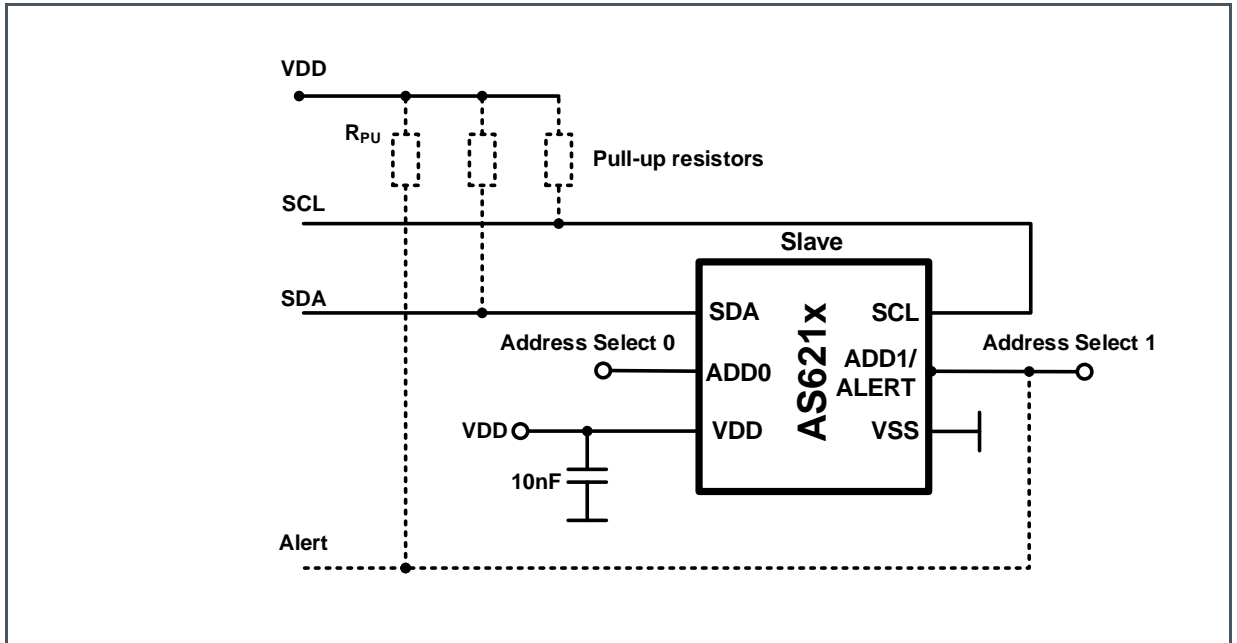 VDD
RPU
Pull-up resistors
SCL
Slave
SDA
SDA
SCL
Address Select 0
Address Select 1
ADD0
ADD1/
ALERT
AS621x
VDD
VDD
VSS
10nF
Alert